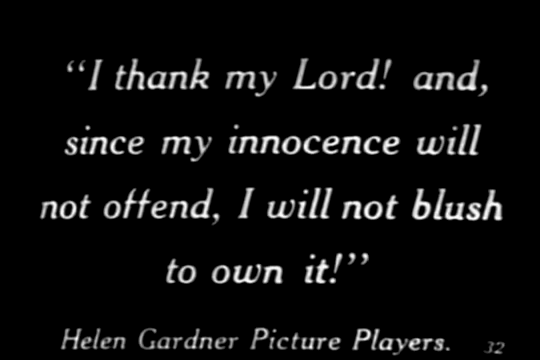 “I thank my Lord! and,
since my innocence will
not offend, I will not blush
to own it!”
Helen Gardner Picture Players. 32